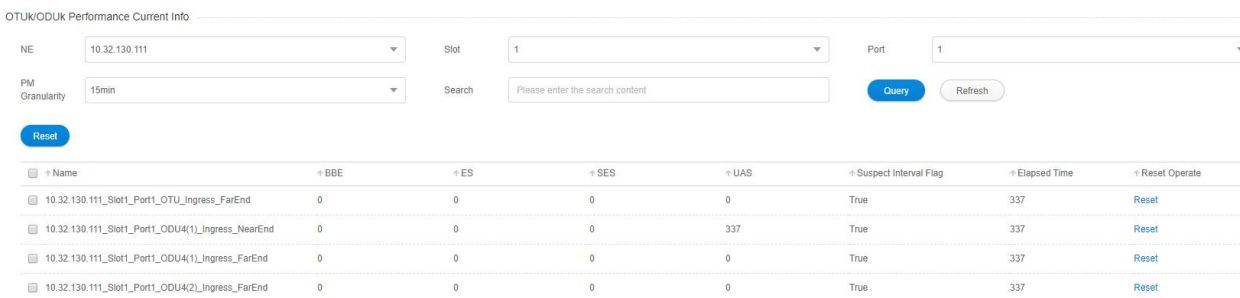 OTUk/ODUk Performance Current Info
NE 10.32.130.111 Slot 1 Port 1
PM Granularity 15min Search Please enter the search content Query Refresh
Reset
Name BBE ES SES UAS Suspect Interval Flag Elapsed Time Reset Operate
10.32.130.111_Slot1_Port1_OTU_Ingress_FarEnd 0 0 0 0 True 337 Reset
10.32.130.111_Slot1_Port1_ODU4(1)_Ingress_NearEnd 0 0 0 337 True 337 Reset
10.32.130.111_Slot1_Port1_ODU4(1)_Ingress_FarEnd 0 0 0 0 True 337 Reset
10.32.130.111_Slot1_Port1_ODU4(2)_Ingress_FarEnd 0 0 0 0 True 337 Reset